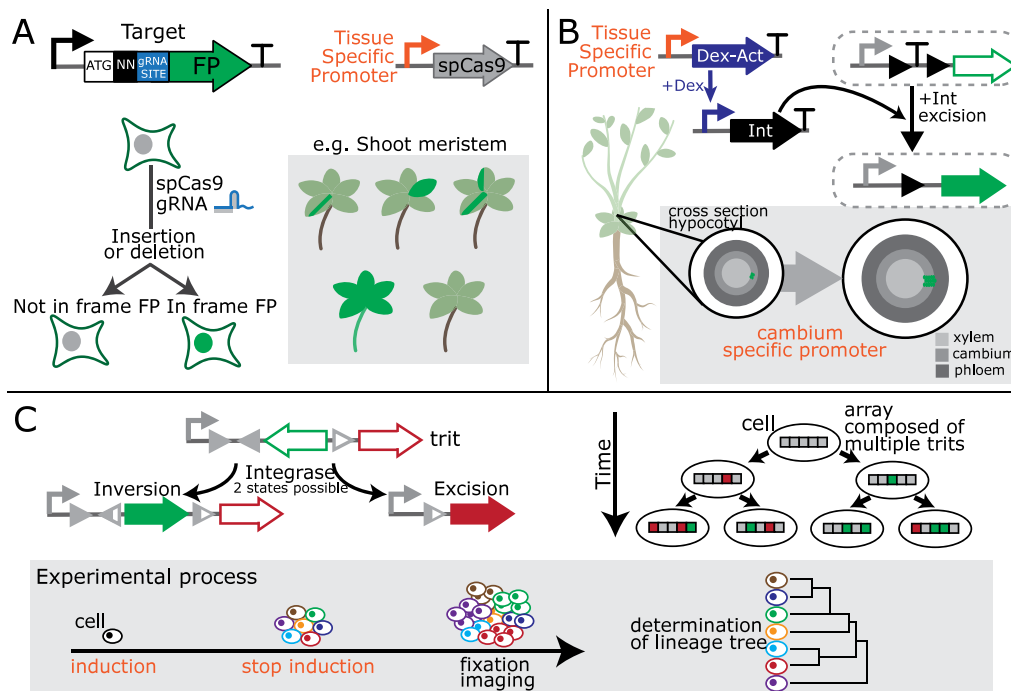 A
Target
ATG
NN
gRNA
SITE
FP
Tissue
Specific
Promoter
spCas9
spCas9
gRNA
Insertion
or deletion
Not in frame FP
In frame FP
e.g. Shoot meristem
B
Tissue
Specific
Promoter
Dex-Act
+Dex
Int
+Int
excision
cross section
hypocotyl
cambium
specific promoter
xylem
cambium
phloem
C
trit
Integrase
2 states possible
Inversion
Excision
Time
cell
array
composed of
multiple trits
Experimental process
cell
induction
stop induction
fixation
imaging
determination
of lineage tree